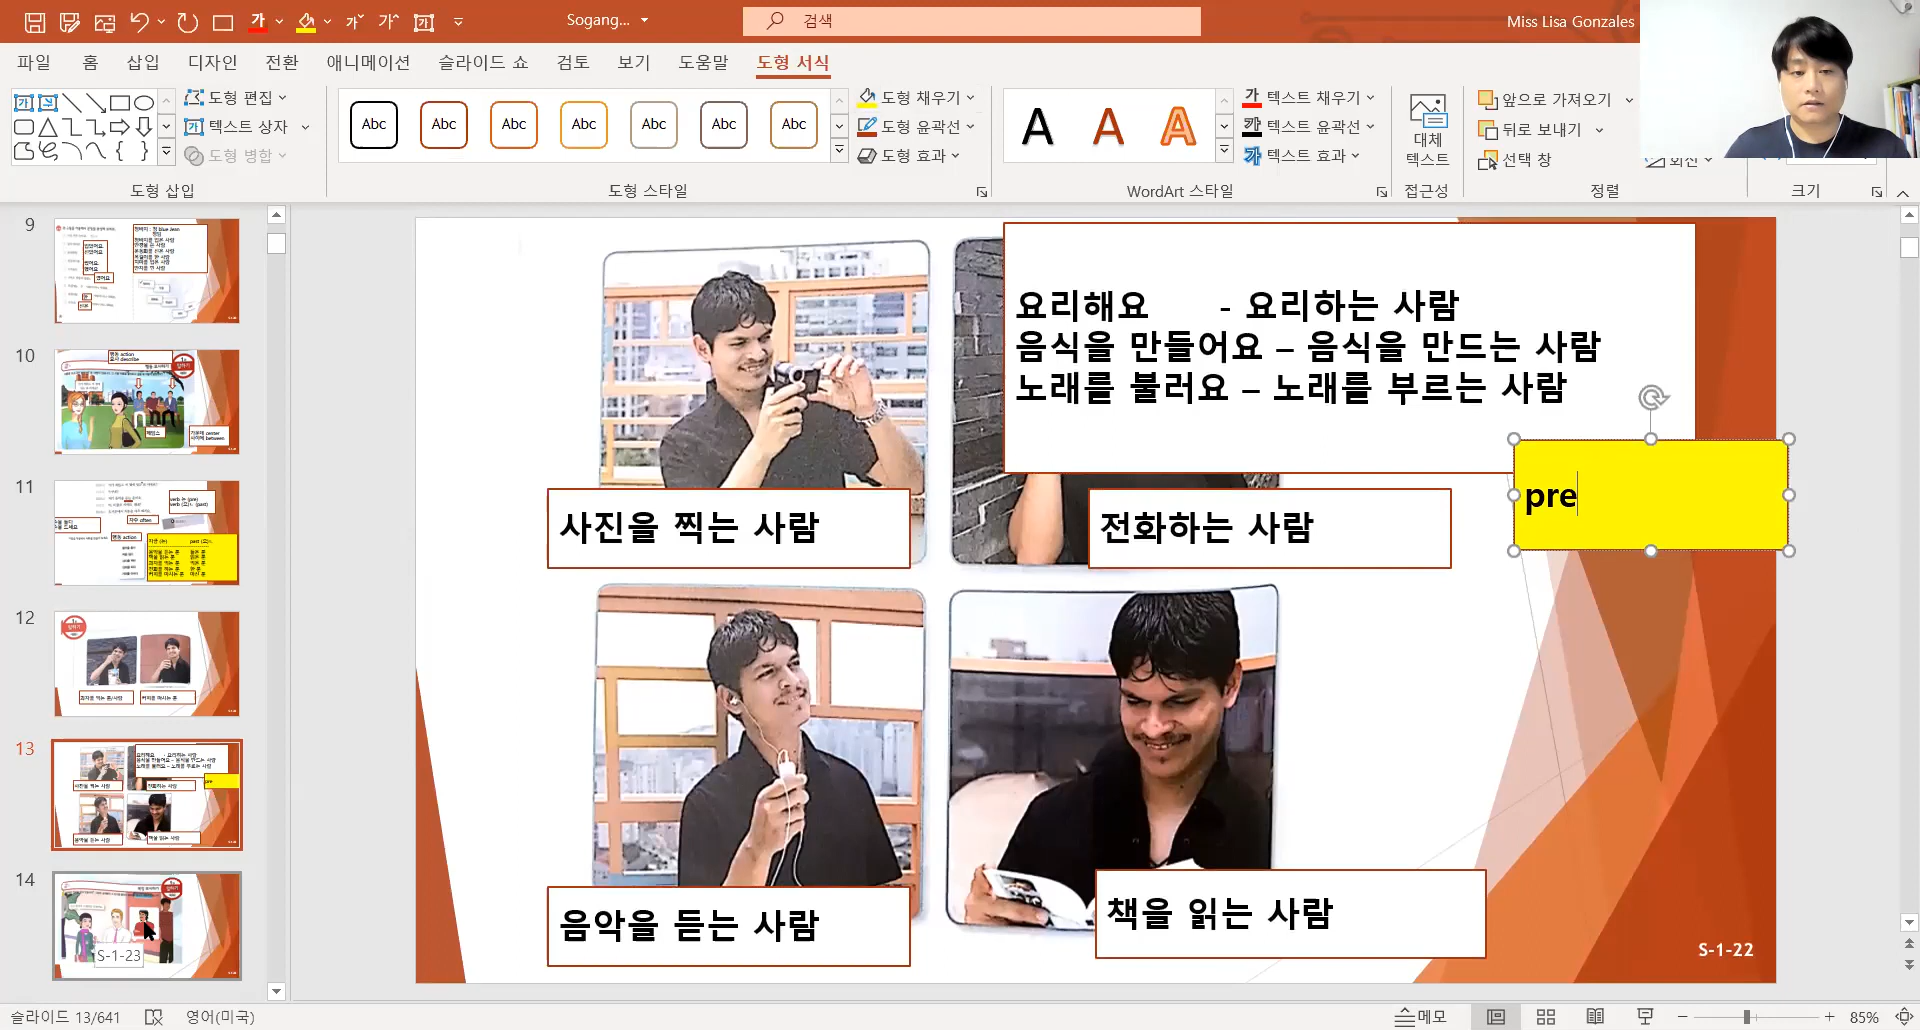 Sogang...
검색
Miss Lisa Gonzales
파일 홈 삽입 디자인 전환 애니메이션 슬라이드 쇼 검토 보기 도움말 도형 서식
도형 편집
텍스트 상자
도형 병합
도형 삽입
Abc Abc Abc Abc Abc Abc Abc
도형 채우기
도형 윤곽선
도형 효과
도형 스타일
A A A
텍스트 채우기
텍스트 윤곽선
텍스트 효과
WordArt 스타일
대체
텍스트
접근성
앞으로 가져오기
뒤로 보내기
선택 창
회전
정렬
크기
9
10
11
12
13
14
S-1-23
요리해요 - 요리하는 사람
음식을 만들어요 – 음식을 만드는 사람
노래를 불러요 – 노래를 부르는 사람
pre
사진을 찍는 사람
전화하는 사람
음악을 듣는 사람
책을 읽는 사람
S-1-22
슬라이드 13/641
영어(미국)
메모
85%